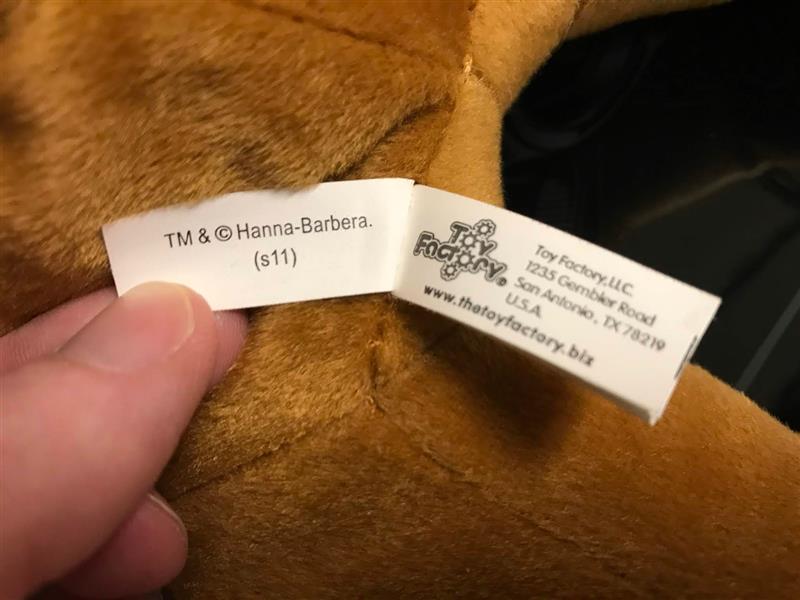 TM & © Hanna-Barbera.
(s11)
Toy
Factory®
Toy Factory, LLC.
1235 Gembler Road
San Antonio, TX 78219
U.S.A.
www.thetoyfactory.biz